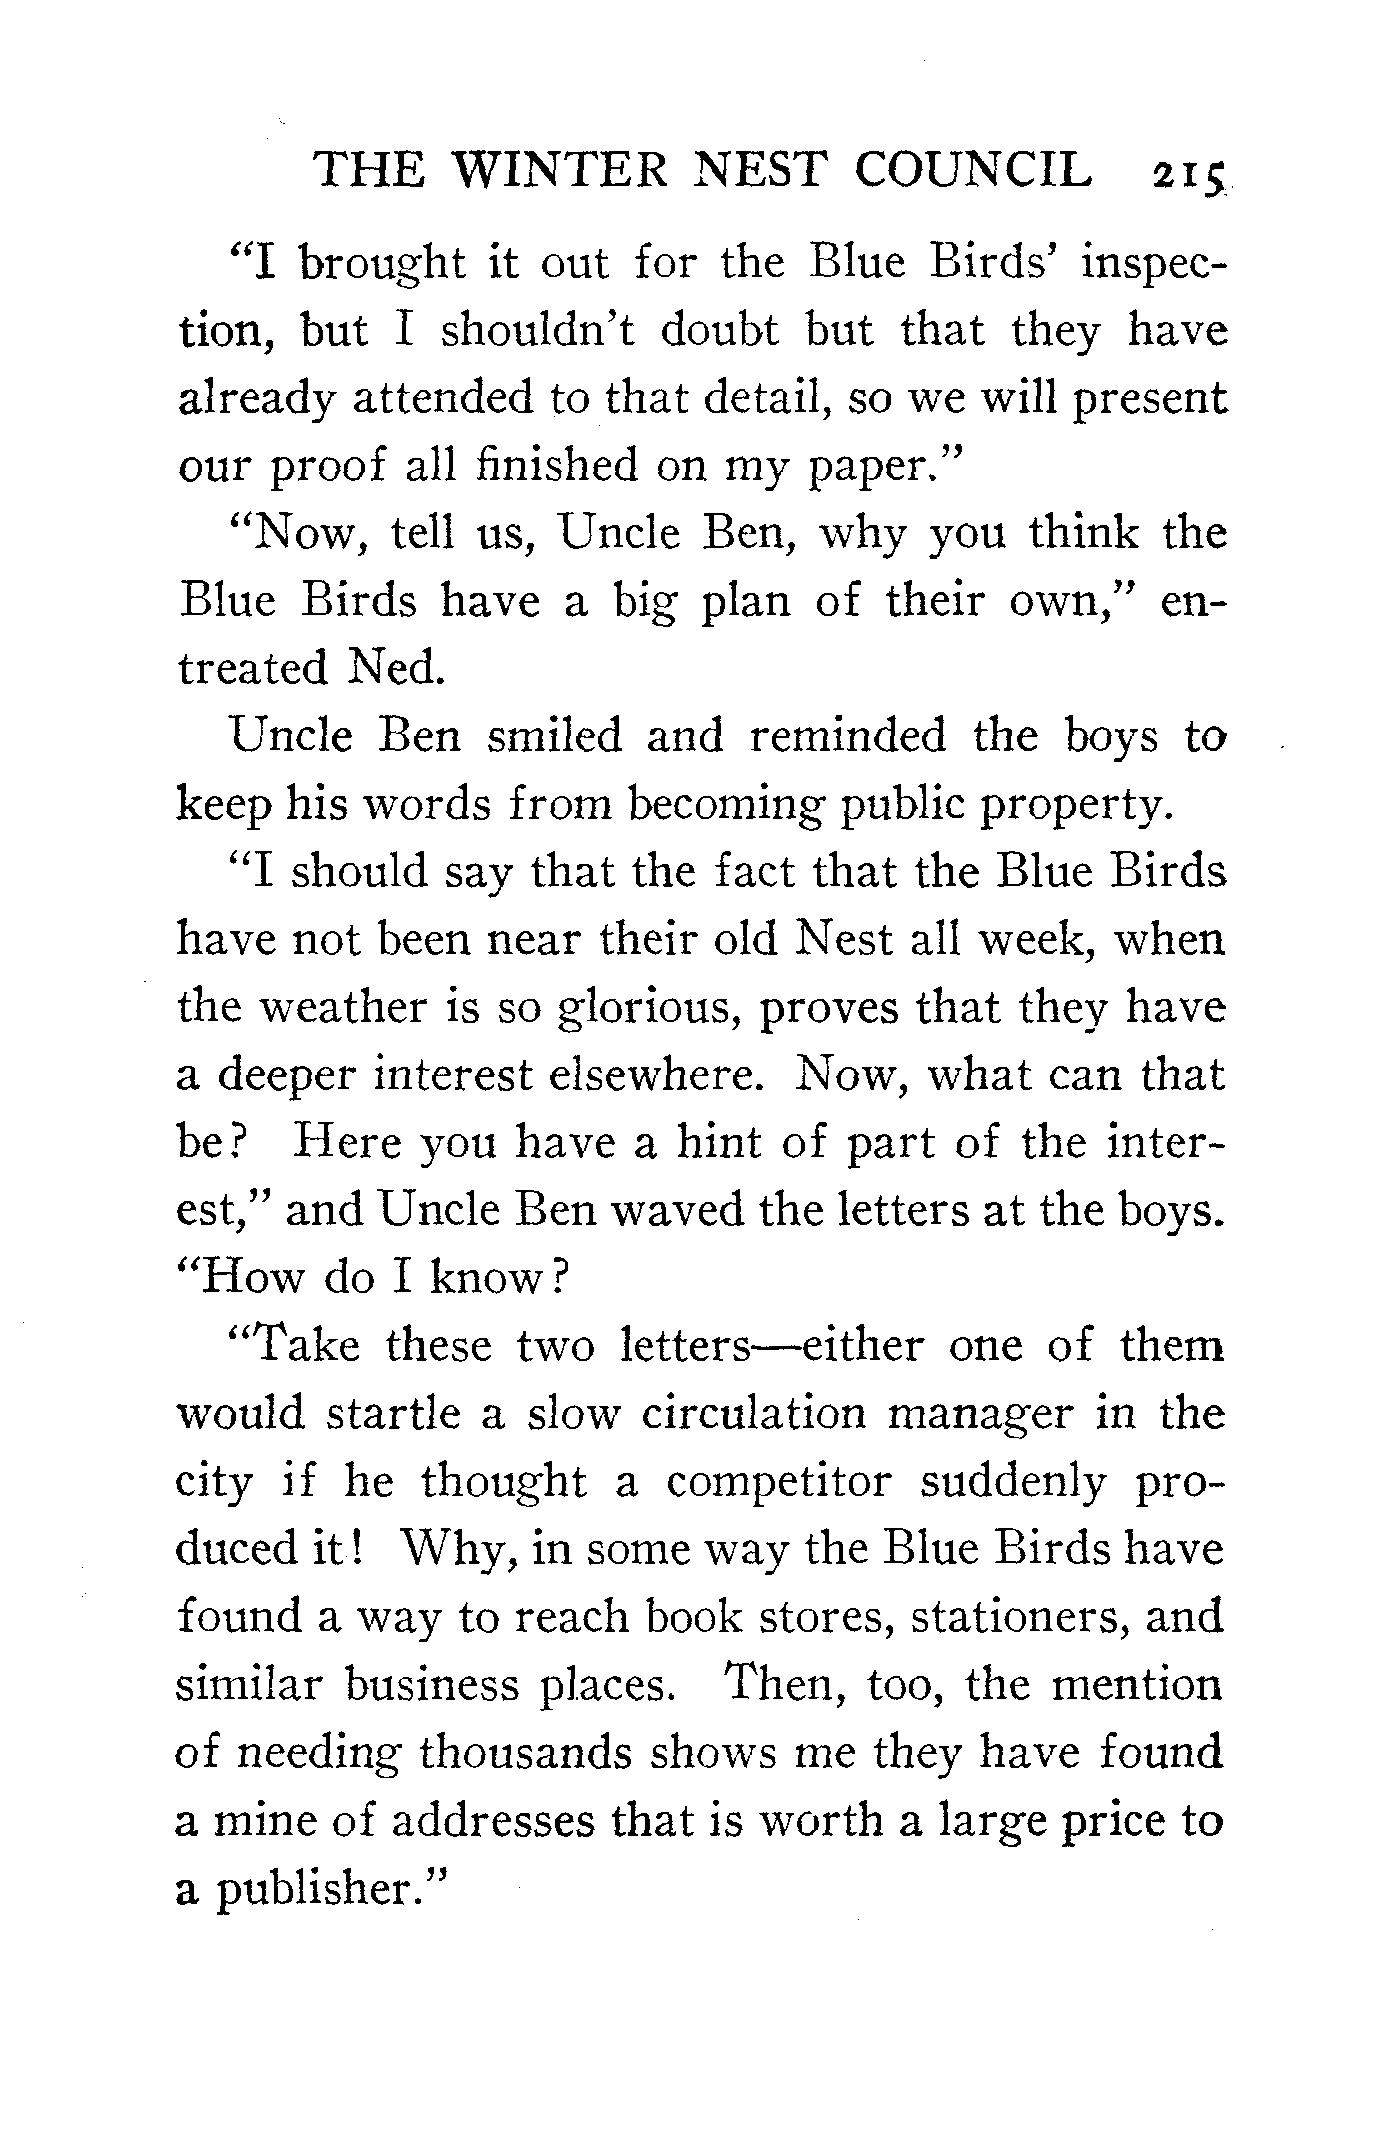 THE WINTER NEST COUNCIL 215
“I brought it out for the Blue Birds’ inspec-
tion, but I shouldn’t doubt but that they have
already attended to that detail, so we will present
our proof all finished on my paper.”
“Now, tell us, Uncle Ben, why you think the
Blue Birds have a big plan of their own,” en-
treated Ned.
Uncle Ben smiled and reminded the boys to
keep his words from becoming public property.
“I should say that the fact that the Blue Birds
have not been near their old Nest all week, when
the weather is so glorious, proves that they have
a deeper interest elsewhere. Now, what can that
be? Here you have a hint of part of the inter-
est,” and Uncle Ben waved the letters at the boys.
“How do I know?
“Take these two letters—either one of them
would startle a slow circulation manager in the
city if he thought a competitor suddenly pro-
duced it! Why, in some way the Blue Birds have
found a way to reach book stores, stationers, and
similar business places. Then, too, the mention
of needing thousands shows me they have found
a mine of addresses that is worth a large price to
a publisher.”